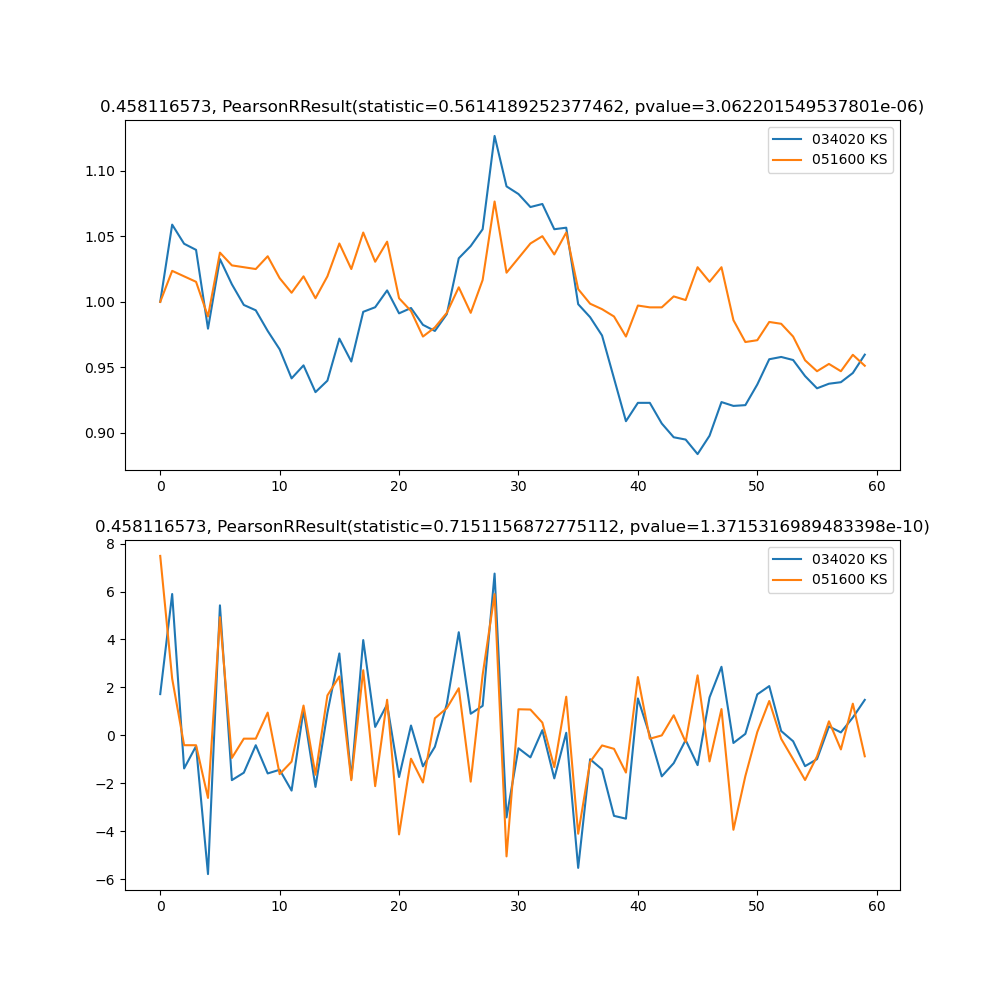 0.458116573, PearsonRResult(statistic=0.5614189252377462, pvalue=3.062201549537801e-06)
034020 KS
051600 KS
1.10
1.05
1.00
0.95
0.90
0 10 20 30 40 50 60
0.458116573, PearsonRResult(statistic=0.7151156872775112, pvalue=1.3715316989483398e-10)
034020 KS
051600 KS
8
6
4
2
0
−2
−4
−6
0 10 20 30 40 50 60